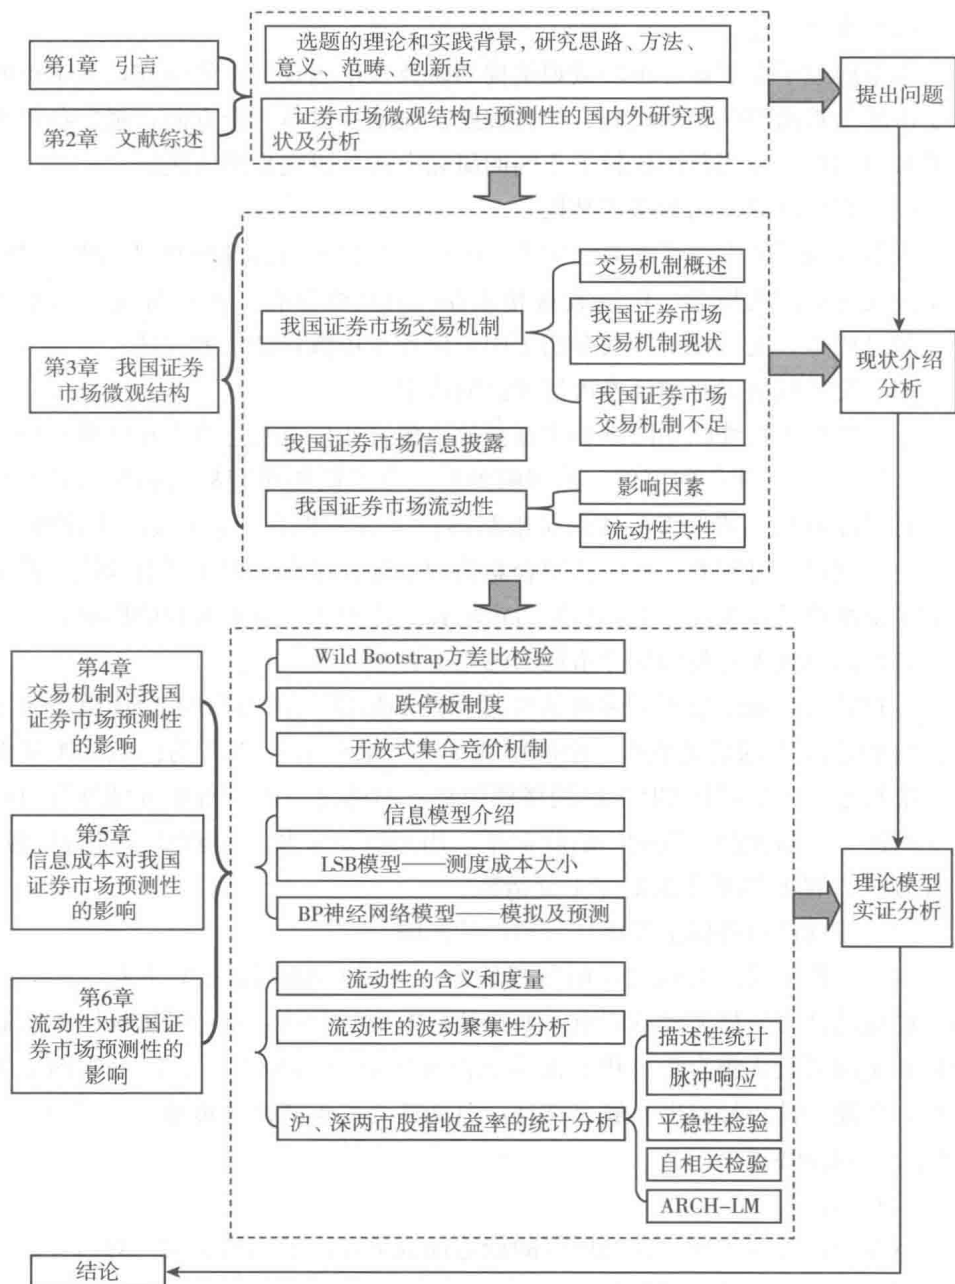 第1章 引言
第2章 文献综述
选题的理论和实践背景，研究思路、方法、
意义、范畴、创新点
证券市场微观结构与预测性的国内外研究现
状及分析
提出问题
第3章 我国证券
市场微观结构
我国证券市场交易机制
交易机制概述
我国证券市场
交易机制现状
我国证券市场
交易机制不足
我国证券市场信息披露
我国证券市场流动性
影响因素
流动性共性
现状介绍
分析
第4章
交易机制对我国
证券市场预测性
的影响
Wild Bootstrap方差比检验
跌停板制度
开放式集合竞价机制
第5章
信息成本对我国
证券市场预测性
的影响
信息模型介绍
LSB模型——测度成本大小
BP神经网络模型——模拟及预测
第6章
流动性对我国证
券市场预测性的
影响
流动性的含义和度量
流动性的波动聚集性分析
沪、深两市股指收益率的统计分析
描述性统计
脉冲响应
平稳性检验
自相关检验
ARCH-LM
理论模型
实证分析
结论